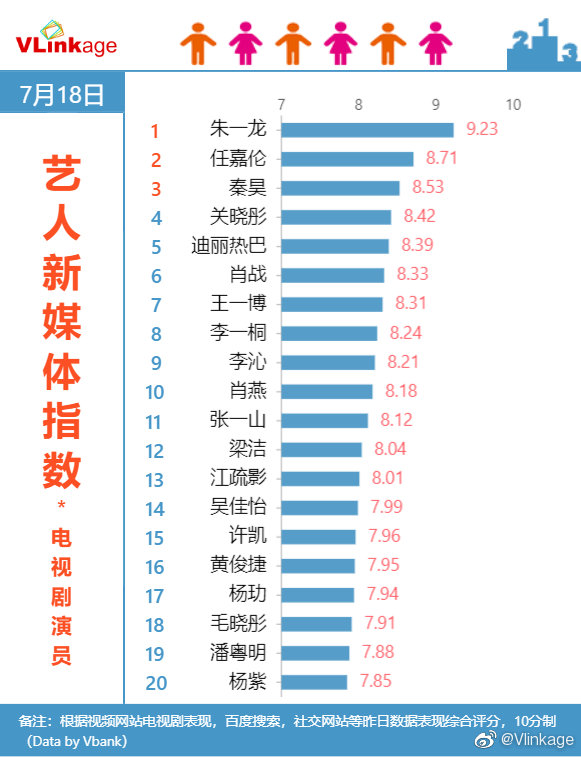 VLinkage
1
2
3
7月18日
艺人新媒体指数
*
电视剧演员
7 8 9 10
1 朱一龙 9.23
2 任嘉伦 8.71
3 秦昊 8.53
4 关晓彤 8.42
5 迪丽热巴 8.39
6 肖战 8.33
7 王一博 8.31
8 李一桐 8.24
9 李沁 8.21
10 肖燕 8.18
11 张一山 8.12
12 梁洁 8.04
13 江疏影 8.01
14 吴佳怡 7.99
15 许凯 7.96
16 黄俊捷 7.95
17 杨玏 7.94
18 毛晓彤 7.91
19 潘粤明 7.88
20 杨紫 7.85
备注：根据视频网站电视剧表现，百度搜索，社交网站等昨日数据表现综合评分，10分制
（Data by Vbank）
@Vlinkage